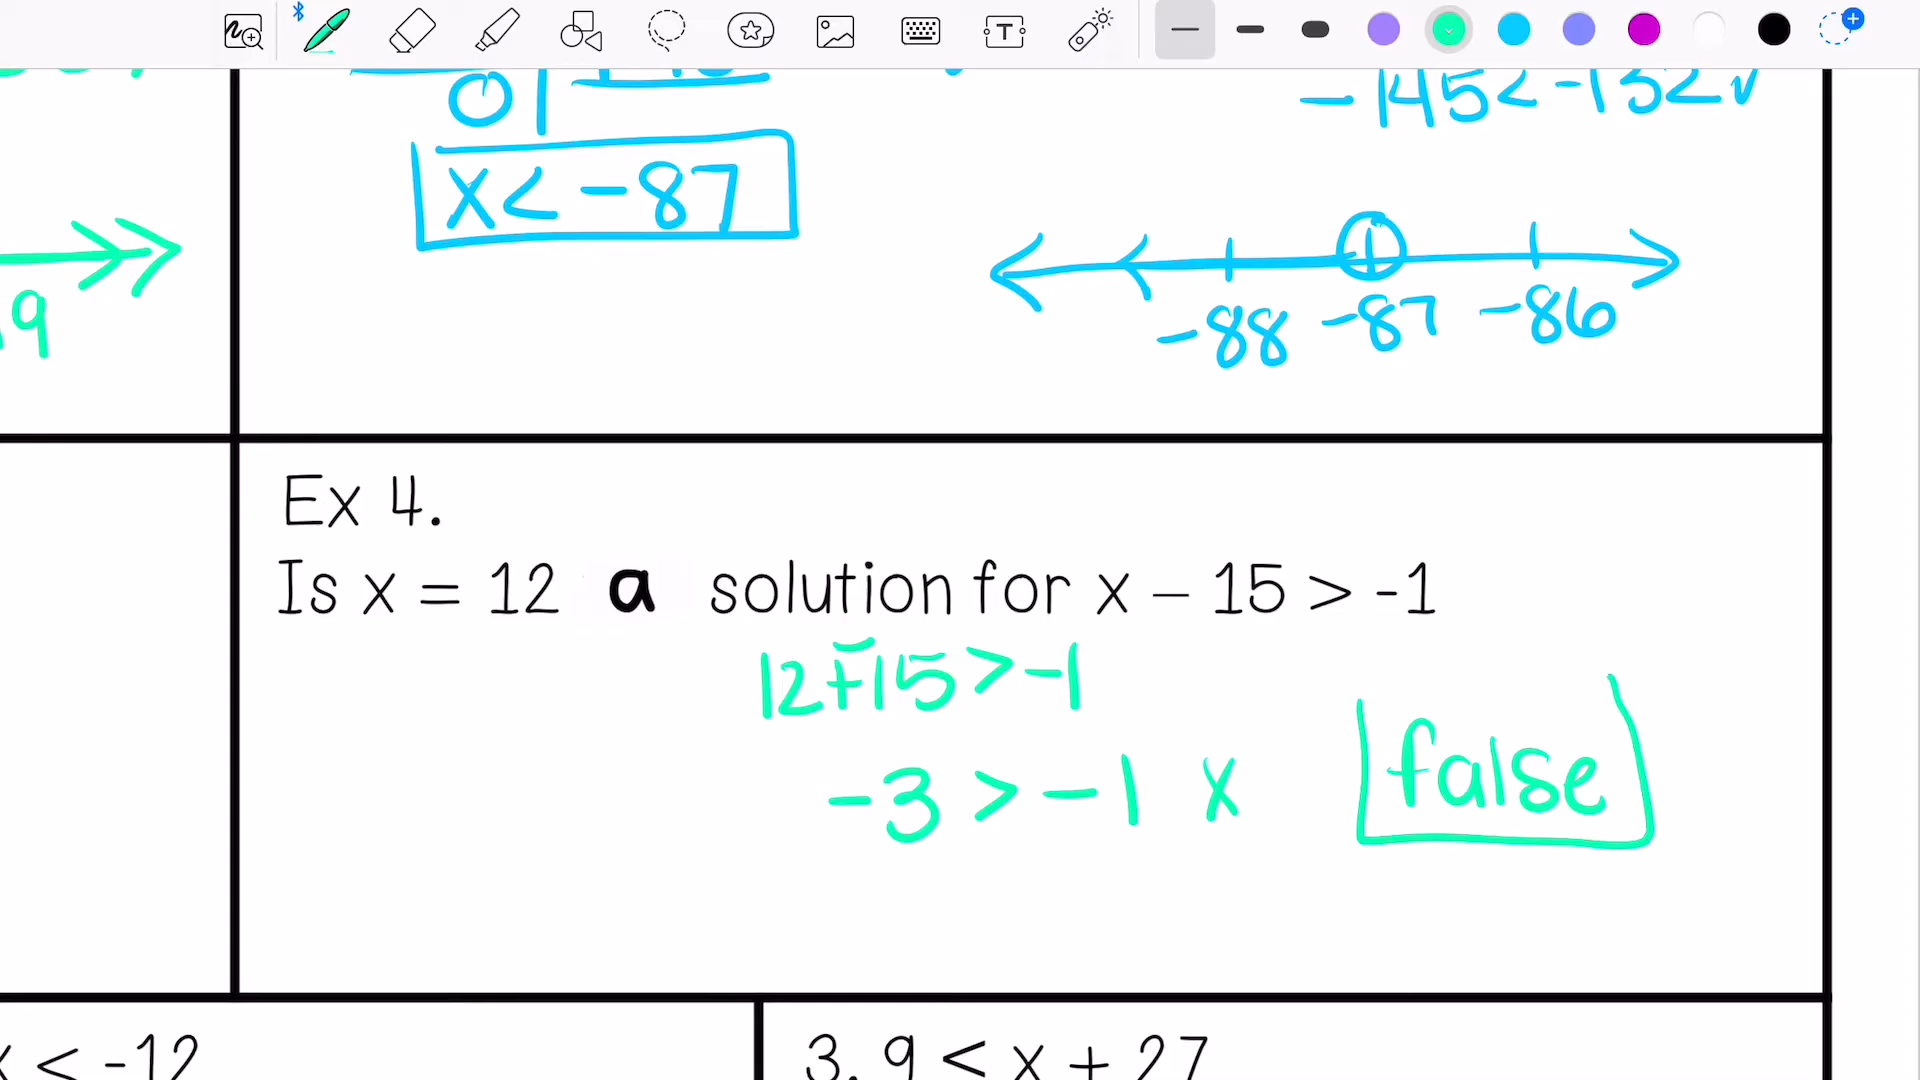 -145<-132✓
01
x<-87
9
-88 -87 -86
Ex 4.
Is x = 12 a solution for x – 15 > -1
12+-15>-1
-3>-1 x
false
x < -12
3. 9 < x + 27